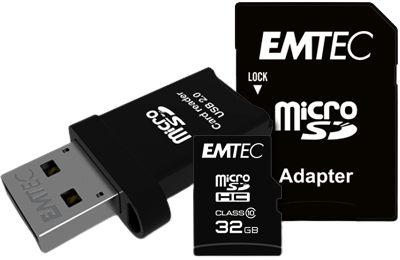 EMTEC
LOCK
micro
SD
Adapter
Card reader
USB 2.0
micro
SD
EMTEC
EMTEC
micro
SD
HC
CLASS 10
32GB